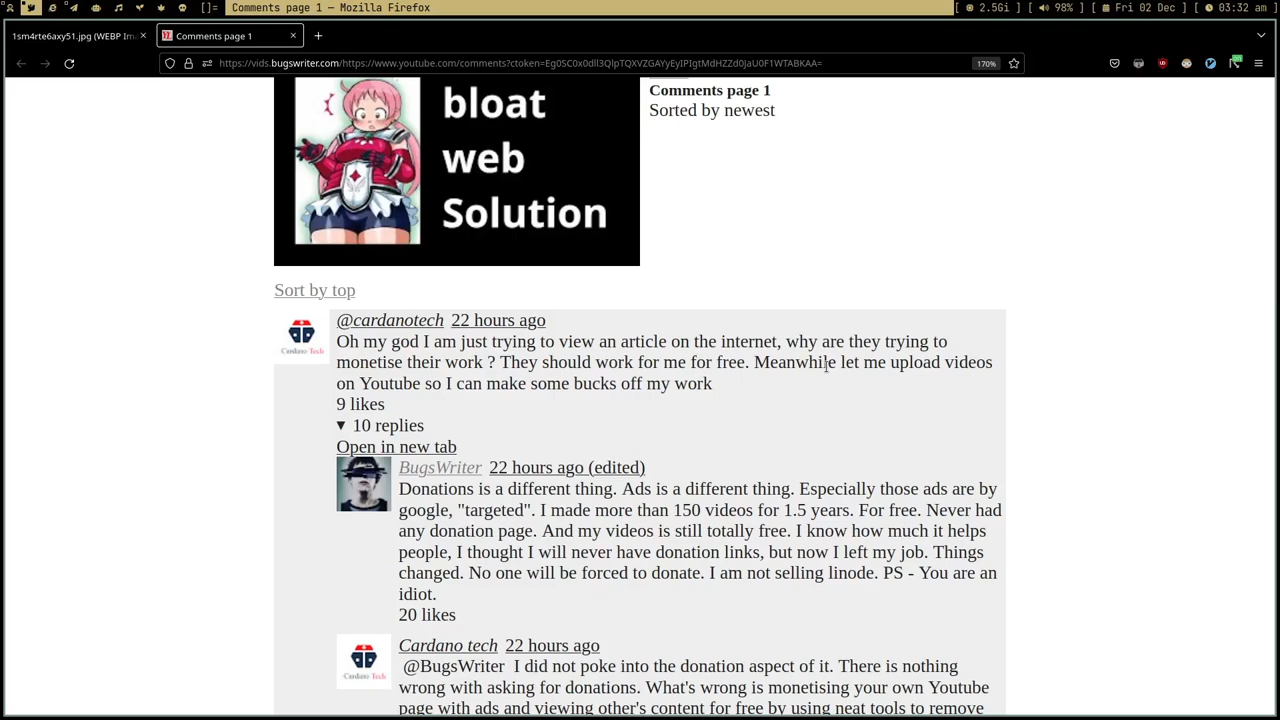 []= Comments page 1 — Mozilla Firefox [ 2.5Gi ] [ 98% ] [ Fri 02 Dec ] [ 03:32 am ]
1sm4rte6axy51.jpg (WEBP Im
Comments page 1
https://vids.bugswriter.com/https://www.youtube.com/comments?ctoken=Eg0SC0x0dll3QlpTQXVZGAYyEyIPIgtMdHZZd0JaU0F1WTABKAA=
170%
bloat
web
Solution
Comments page 1
Sorted by newest
Sort by top
@cardanotech 22 hours ago
Oh my god I am just trying to view an article on the internet, why are they trying to
monetise their work ? They should work for me for free. Meanwhile let me upload videos
on Youtube so I can make some bucks off my work
9 likes
▼ 10 replies
Open in new tab
BugsWriter 22 hours ago (edited)
Donations is a different thing. Ads is a different thing. Especially those ads are by
google, "targeted". I made more than 150 videos for 1.5 years. For free. Never had
any donation page. And my videos is still totally free. I know how much it helps
people, I thought I will never have donation links, but now I left my job. Things
changed. No one will be forced to donate. I am not selling linode. PS - You are an
idiot.
20 likes
Cardano Tech
Cardano tech 22 hours ago
@BugsWriter I did not poke into the donation aspect of it. There is nothing
wrong with asking for donations. What's wrong is monetising your own Youtube
page with ads and viewing other's content for free by using neat tools to remove
Cardano Tech